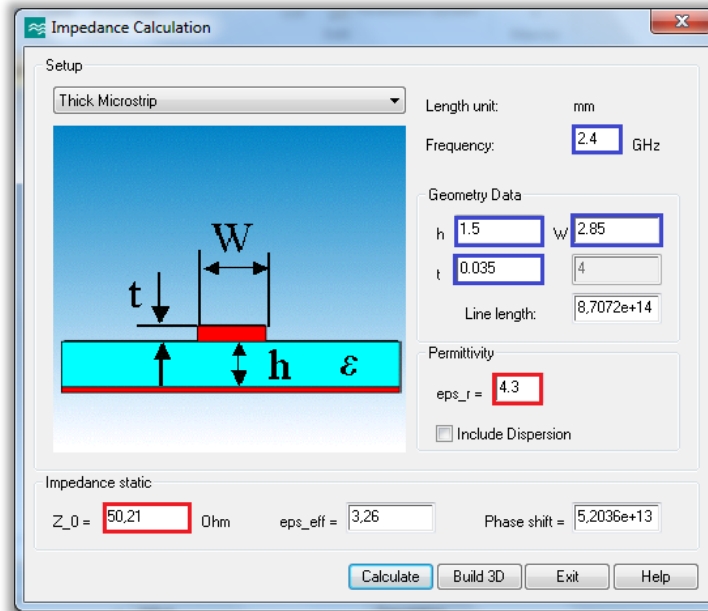 Impedance Calculation
Setup
Thick Microstrip
Length unit: mm
Frequency: 2.4 GHz
W
t
h ε
Geometry Data
h 1.5 W 2.85
t 0.035 4
Line length: 8,7072e+14
Permittivity
eps_r = 4.3
Include Dispersion
Impedance static
Z_0 = 50,21 Ohm eps_eff = 3,26 Phase shift = 5,2036e+13
Calculate Build 3D Exit Help